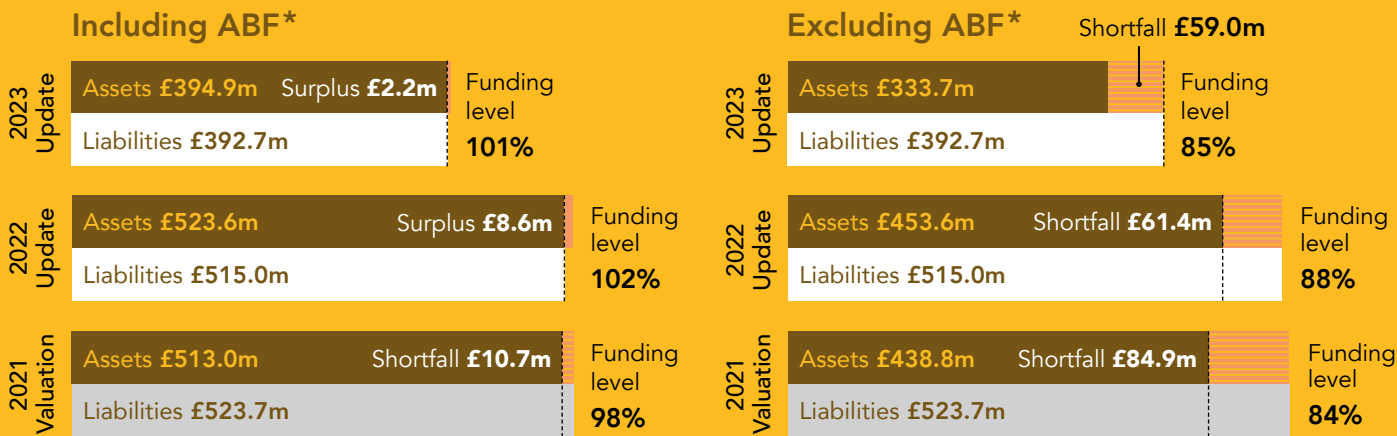 Including ABF*
2023
Update
Assets £394.9m Surplus £2.2m
Liabilities £392.7m
Funding
level
101%
2022
Update
Assets £523.6m Surplus £8.6m
Liabilities £515.0m
Funding
level
102%
2021
Valuation
Assets £513.0m Shortfall £10.7m
Liabilities £523.7m
Funding
level
98%
Excluding ABF*
Shortfall £59.0m
2023
Update
Assets £333.7m
Liabilities £392.7m
Funding
level
85%
2022
Update
Assets £453.6m Shortfall £61.4m
Liabilities £515.0m
Funding
level
88%
2021
Valuation
Assets £438.8m Shortfall £84.9m
Liabilities £523.7m
Funding
level
84%